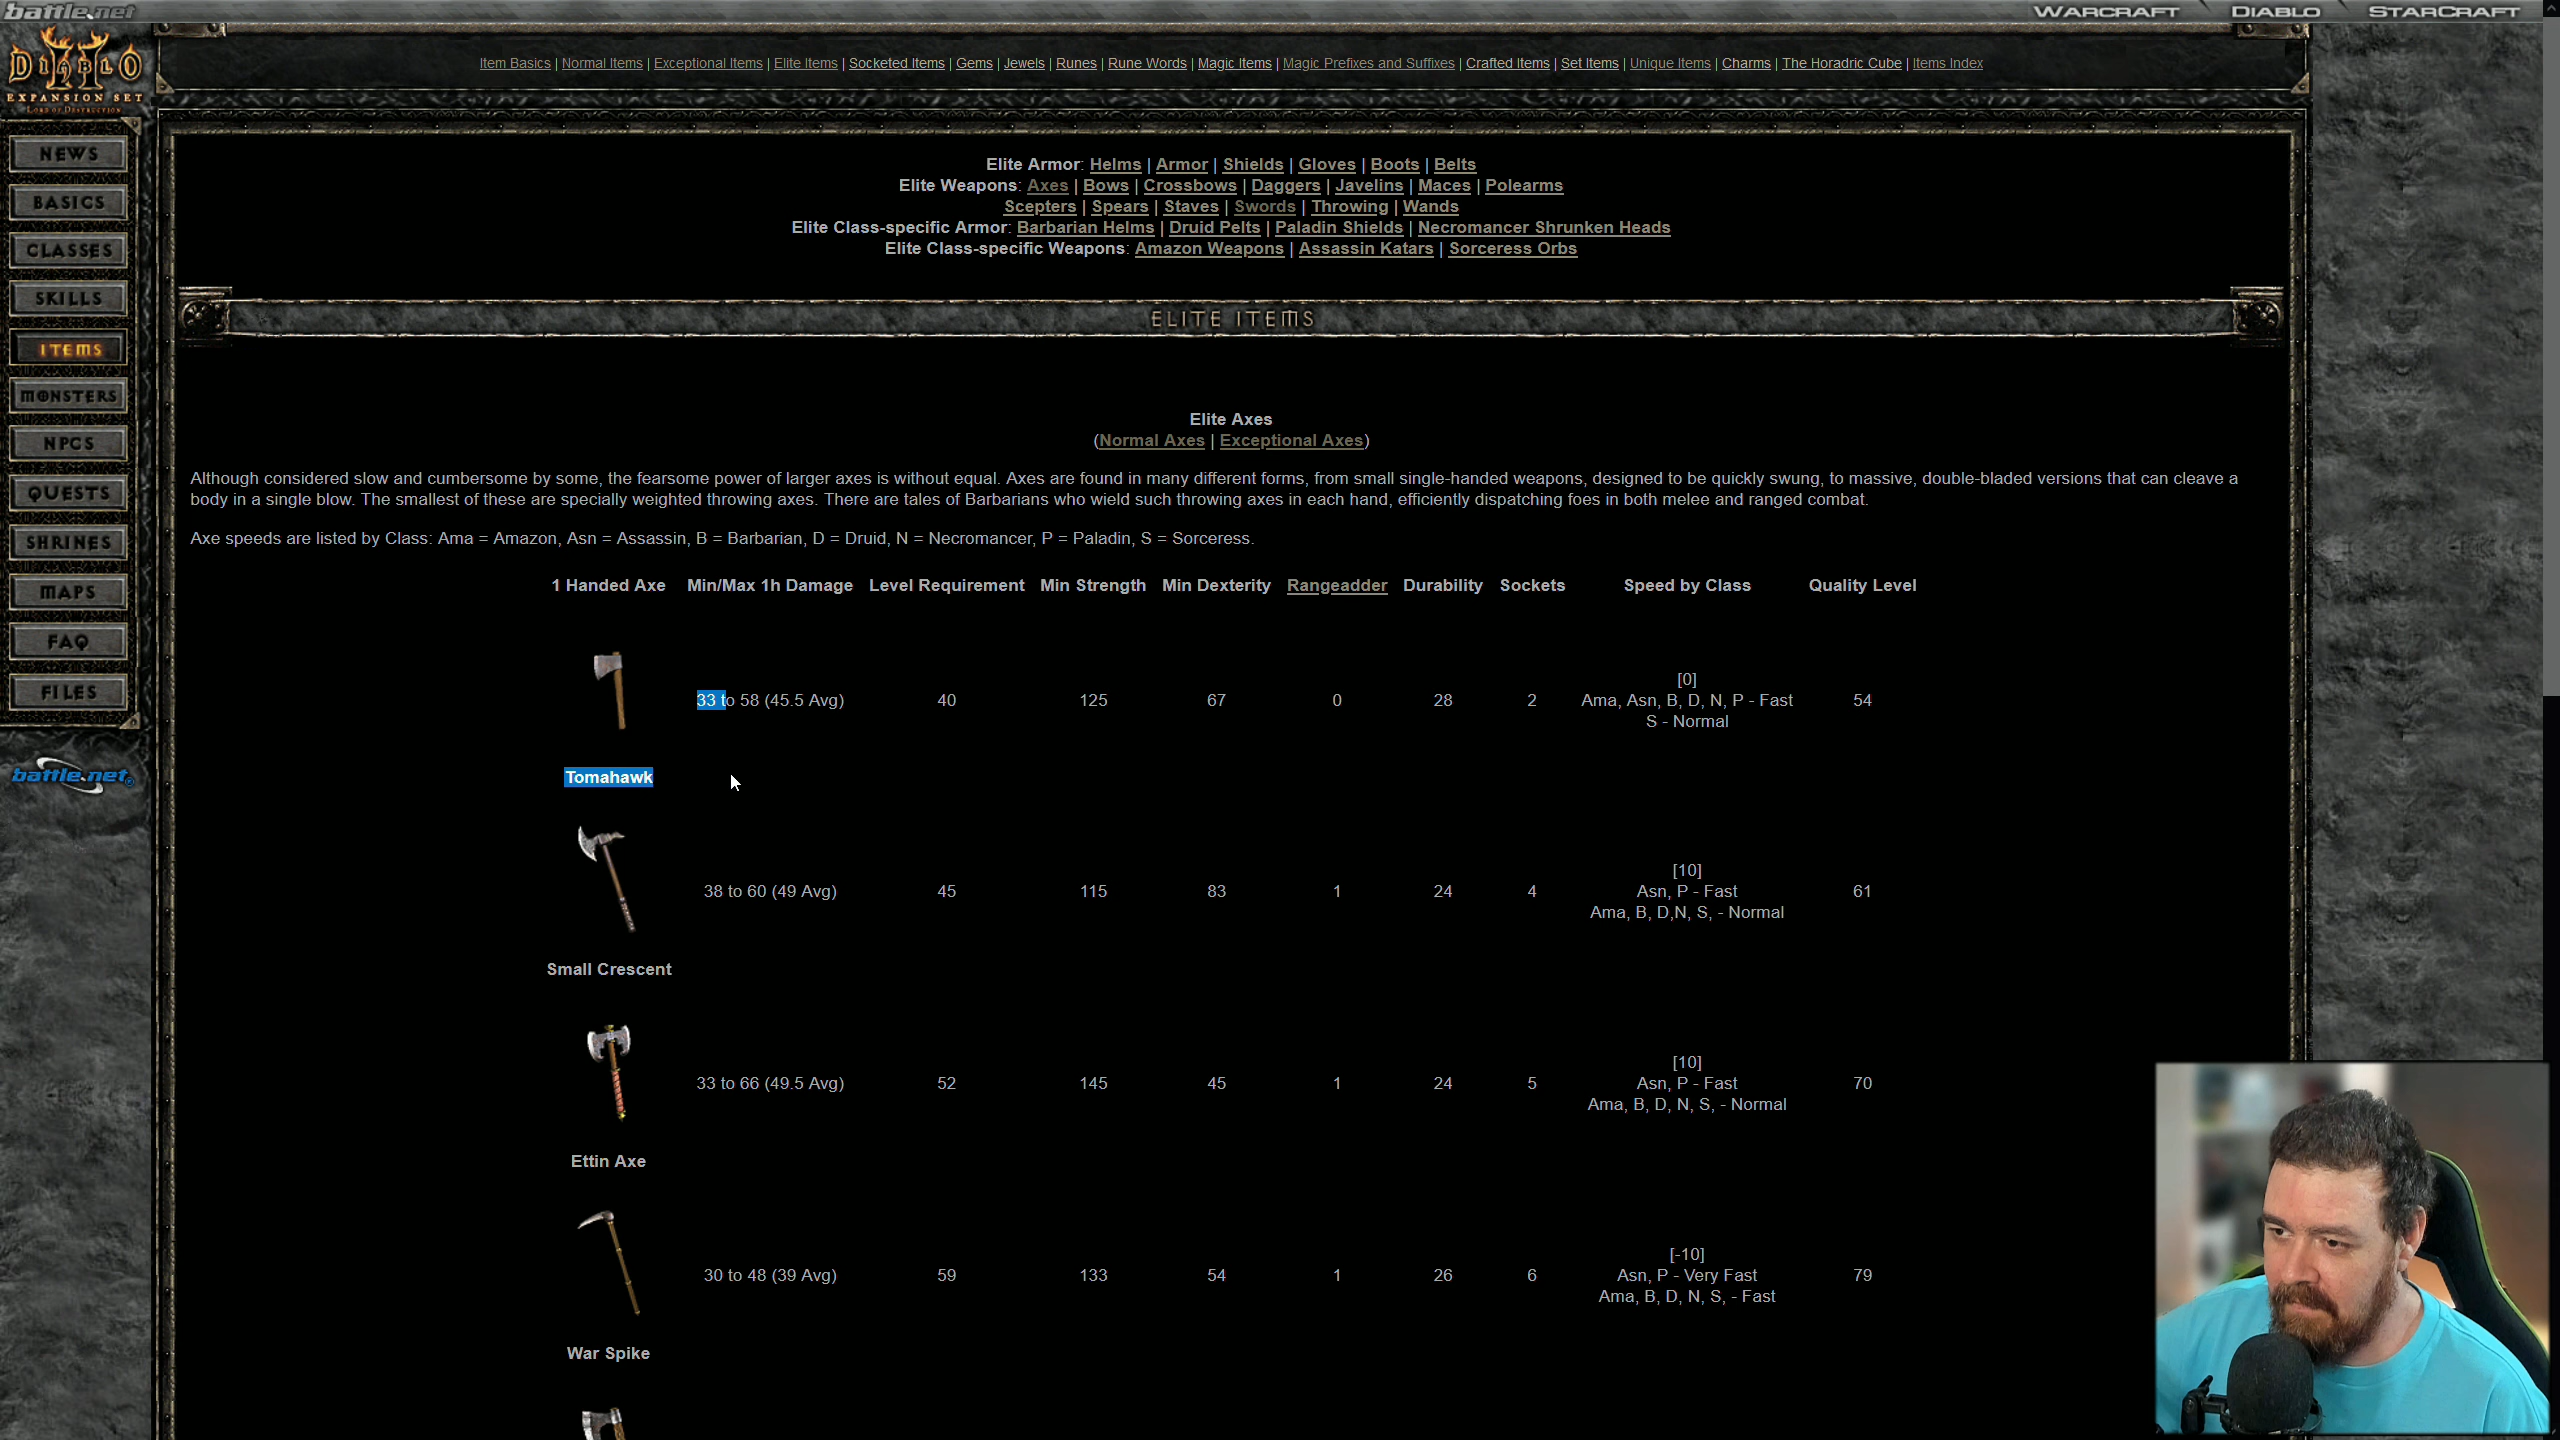 battle.net
WARCRAFT DIABLO STARCRAFT
DIABLO
EXPANSION SET
LORD OF DESTRUCTION
Item Basics | Normal Items | Exceptional Items | Elite Items | Socketed Items | Gems | Jewels | Runes | Rune Words | Magic Items | Magic Prefixes and Suffixes | Crafted Items | Set Items | Unique Items | Charms | The Horadric Cube | Items Index
NEWS
BASICS
CLASSES
SKILLS
ITEMS
MONSTERS
NPCS
QUESTS
SHRINES
MAPS
FAQ
FILES
battle.net
Elite Armor: Helms | Armor | Shields | Gloves | Boots | Belts
Elite Weapons: Axes | Bows | Crossbows | Daggers | Javelins | Maces | Polearms
Scepters | Spears | Staves | Swords | Throwing | Wands
Elite Class-specific Armor: Barbarian Helms | Druid Pelts | Paladin Shields | Necromancer Shrunken Heads
Elite Class-specific Weapons: Amazon Weapons | Assassin Katars | Sorceress Orbs
ELITE ITEMS
Elite Axes
(Normal Axes | Exceptional Axes)
Although considered slow and cumbersome by some, the fearsome power of larger axes is without equal. Axes are found in many different forms, from small single-handed weapons, designed to be quickly swung, to massive, double-bladed versions that can cleave a
body in a single blow. The smallest of these are specially weighted throwing axes. There are tales of Barbarians who wield such throwing axes in each hand, efficiently dispatching foes in both melee and ranged combat.
Axe speeds are listed by Class: Ama = Amazon, Asn = Assassin, B = Barbarian, D = Druid, N = Necromancer, P = Paladin, S = Sorceress.
1 Handed Axe Min/Max 1h Damage Level Requirement Min Strength Min Dexterity Rangeadder Durability Sockets Speed by Class Quality Level
[0]
33 to 58 (45.5 Avg) 40 125 67 0 28 2 Ama, Asn, B, D, N, P - Fast 54
S - Normal
Tomahawk
[10]
38 to 60 (49 Avg) 45 115 83 1 24 4 Asn, P - Fast 61
Ama, B, D,N, S, - Normal
Small Crescent
[10]
33 to 66 (49.5 Avg) 52 145 45 1 24 5 Asn, P - Fast 70
Ama, B, D, N, S, - Normal
Ettin Axe
[-10]
30 to 48 (39 Avg) 59 133 54 1 26 6 Asn, P - Very Fast 79
Ama, B, D, N, S, - Fast
War Spike